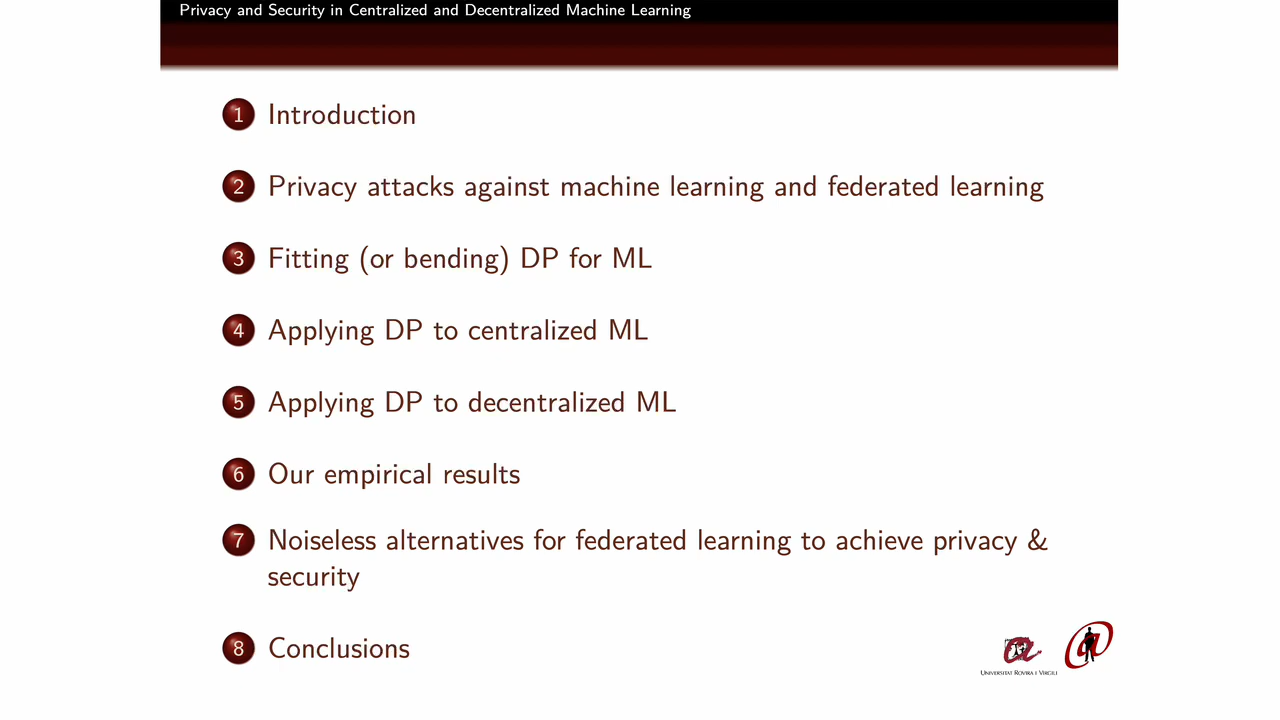 Privacy and Security in Centralized and Decentralized Machine Learning
1 Introduction
2 Privacy attacks against machine learning and federated learning
3 Fitting (or bending) DP for ML
4 Applying DP to centralized ML
5 Applying DP to decentralized ML
6 Our empirical results
7 Noiseless alternatives for federated learning to achieve privacy &
security
8 Conclusions
UNIVERSITAT ROVIRA I VIRGILI